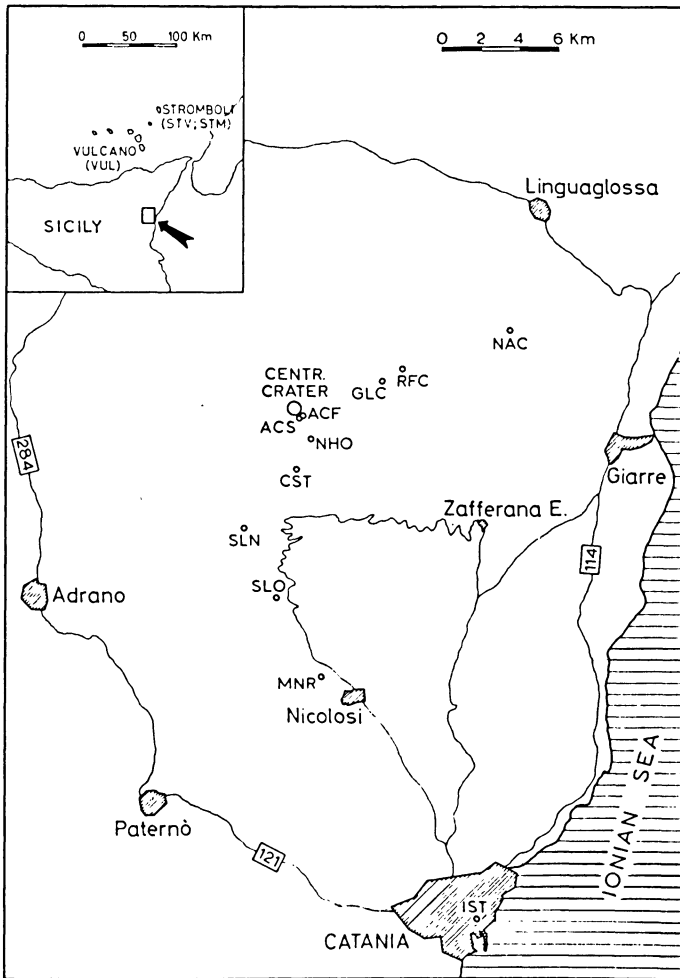 0 50 100 Km
STROMBOLI
(STV; STM)
VULCANO
(VUL)
SICILY
0 2 4 6 Km
Linguaglossa
NAC
RFC
GLC
CENTR.
CRATER
ACF
ACS
NHO
CST
284
Giarre
Zafferana E.
SLN
114
SLO
Adrano
MNR
Nicolosi
IONIAN SEA
Paternò
121
IST
CATANIA